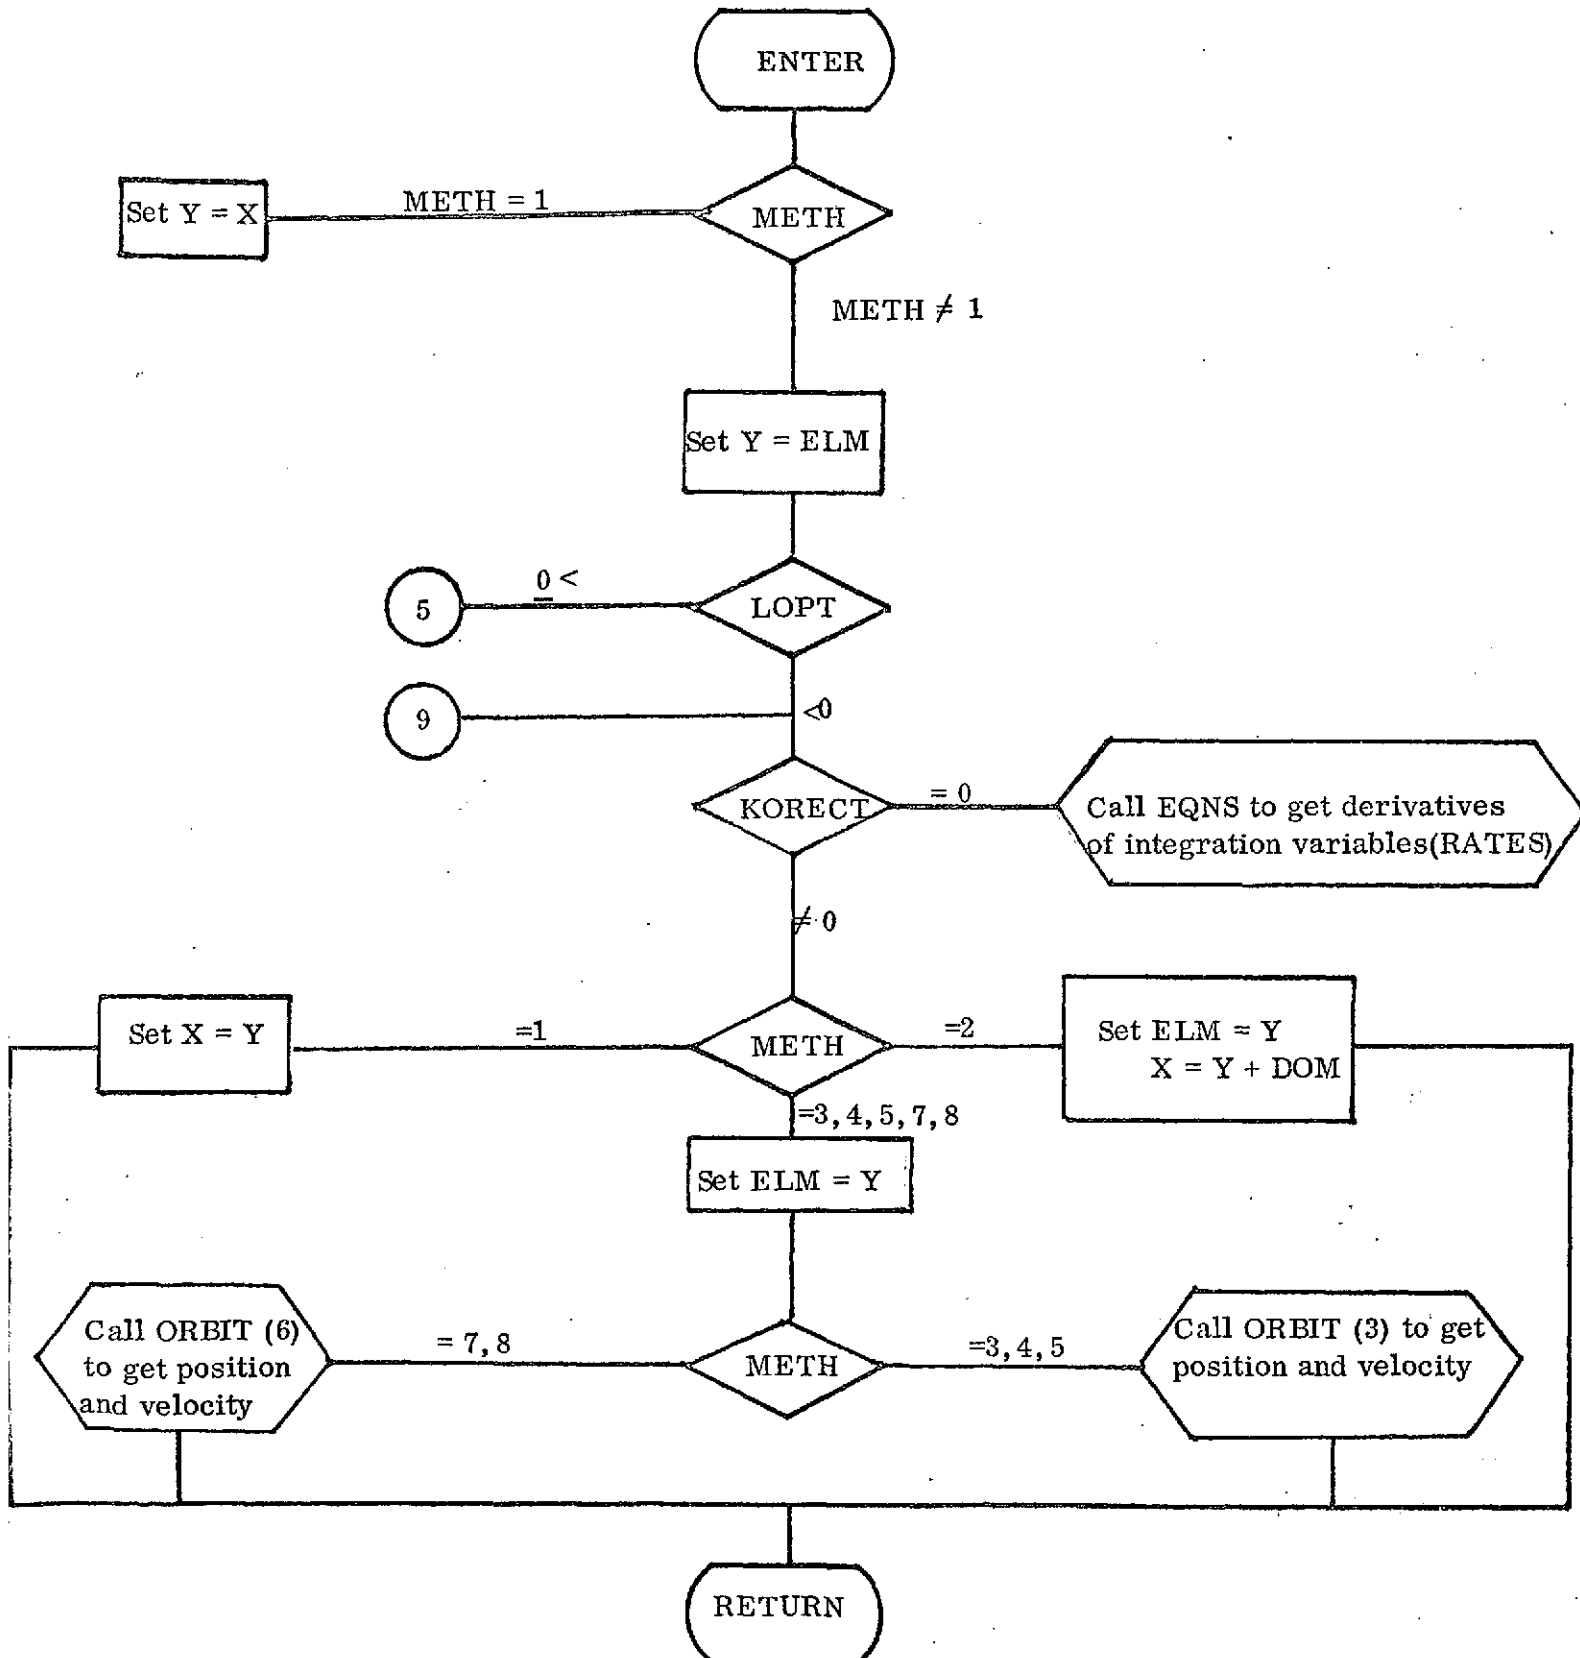 ENTER
METH = 1
Set Y = X
METH
METH ≠ 1
Set Y = ELM
0 <
5
LOPT
9
<0
KORECT
= 0
Call EQNS to get derivatives
of integration variables(RATES)
≠ 0
Set X = Y
=1
METH
=2
Set ELM = Y
X = Y + DOM
=3, 4, 5, 7, 8
Set ELM = Y
Call ORBIT (6)
to get position
and velocity
= 7, 8
METH
=3, 4, 5
Call ORBIT (3) to get
position and velocity
RETURN